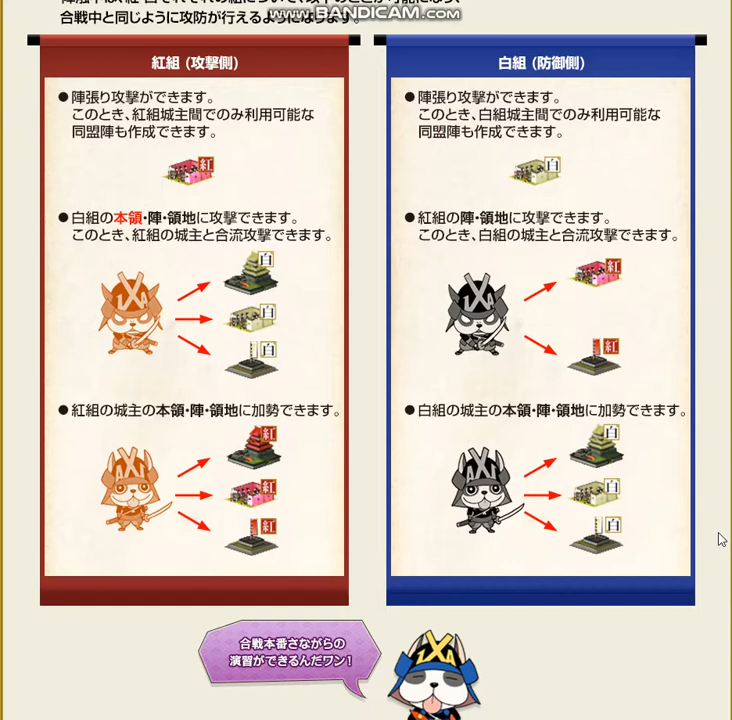 合戦中と同じように攻防が行えるようになります。
www.BANDICAM.com
紅組 (攻撃側)
●陣張り攻撃ができます。
このとき、紅組城主間でのみ利用可能な
同盟陣も作成できます。
紅
●白組の本領・陣・領地に攻撃できます。
このとき、紅組の城主と合流攻撃できます。
白
白
白
●紅組の城主の本領・陣・領地に加勢できます。
紅
紅
紅
白組 (防御側)
●陣張り攻撃ができます。
このとき、白組城主間でのみ利用可能な
同盟陣も作成できます。
白
●紅組の陣・領地に攻撃できます。
このとき、白組の城主と合流攻撃できます。
紅
紅
●白組の城主の本領・陣・領地に加勢できます。
白
白
白
合戦本番さながらの
演習ができるんだワン!